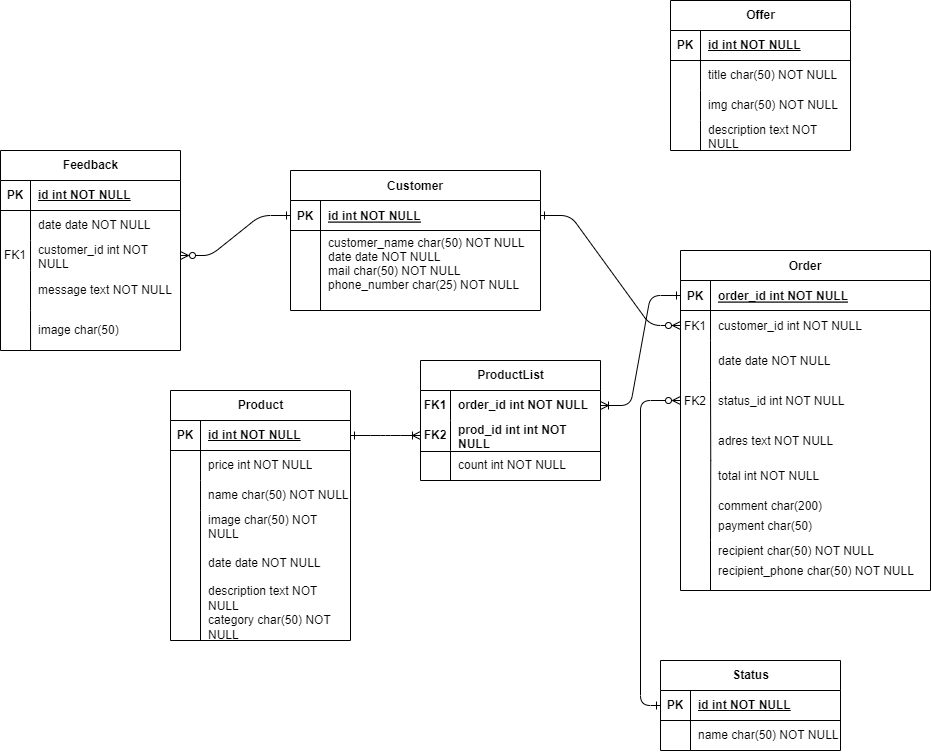 Offer
PK id int NOT NULL
title char(50) NOT NULL
img char(50) NOT NULL
description text NOT
NULL
Feedback
PK id int NOT NULL
date date NOT NULL
FK1 customer_id int NOT
NULL
message text NOT NULL
image char(50)
Customer
PK id int NOT NULL
customer_name char(50) NOT NULL
date date NOT NULL
mail char(50) NOT NULL
phone_number char(25) NOT NULL
Order
PK order_id int NOT NULL
FK1 customer_id int NOT NULL
date date NOT NULL
FK2 status_id int NOT NULL
adres text NOT NULL
total int NOT NULL
comment char(200)
payment char(50)
recipient char(50) NOT NULL
recipient_phone char(50) NOT NULL
ProductList
FK1 order_id int NOT NULL
FK2 prod_id int int NOT
NULL
count int NOT NULL
Product
PK id int NOT NULL
price int NOT NULL
name char(50) NOT NULL
image char(50) NOT
NULL
date date NOT NULL
description text NOT
NULL
category char(50) NOT
NULL
Status
PK id int NOT NULL
name char(50) NOT NULL